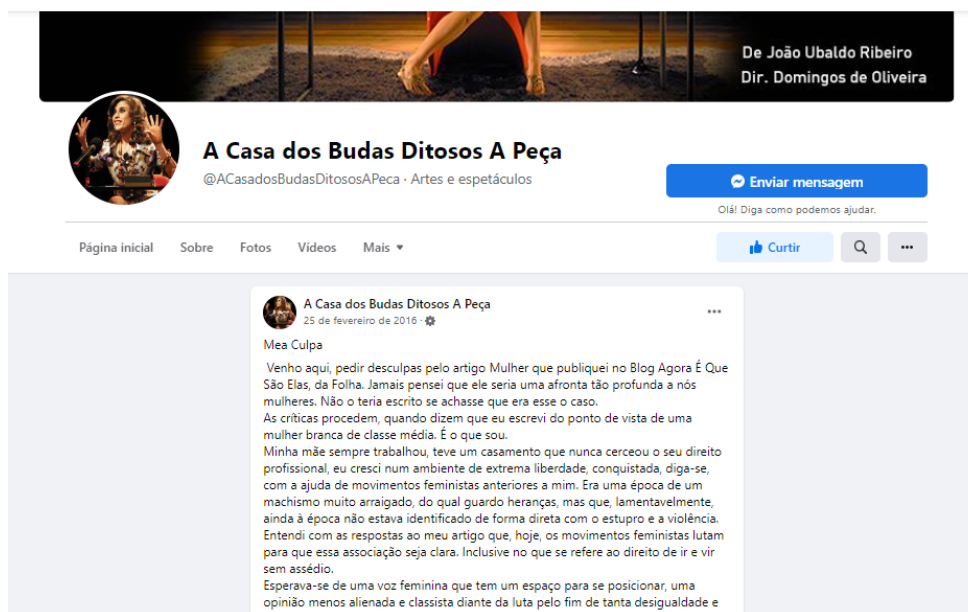 De João Ubaldo Ribeiro
Dir. Domingos de Oliveira
A Casa dos Budas Ditosos A Peça
@ACasadosBudasDitososAPeca · Artes e espetáculos
Enviar mensagem
Olá! Diga como podemos ajudar.
Página inicial Sobre Fotos Vídeos Mais
Curtir
A Casa dos Budas Ditosos A Peça
25 de fevereiro de 2016 ·
Mea Culpa
Venho aqui, pedir desculpas pelo artigo Mulher que publiquei no Blog Agora É Que
São Elas, da Folha. Jamais pensei que ele seria uma afronta tão profunda a nós
mulheres. Não o teria escrito se achasse que era esse o caso.
As críticas procedem, quando dizem que eu escrevi do ponto de vista de uma
mulher branca de classe média. É o que sou.
Minha mãe sempre trabalhou, teve um casamento que nunca cerceou o seu direito
profissional, eu cresci num ambiente de extrema liberdade, conquistada, diga-se,
com a ajuda de movimentos feministas anteriores a mim. Era uma época de um
machismo muito arraigado, do qual guardo heranças, mas que, lamentavelmente,
ainda à época não estava identificado de forma direta com o estupro e a violência.
Entendi com as respostas ao meu artigo que, hoje, os movimentos feministas lutam
para que essa associação seja clara. Inclusive no que se refere ao direito de ir e vir
sem assédio.
Esperava-se de uma voz feminina que tem um espaço para se posicionar, uma
opinião menos alienada e classista diante da luta pelo fim de tanta desigualdade e